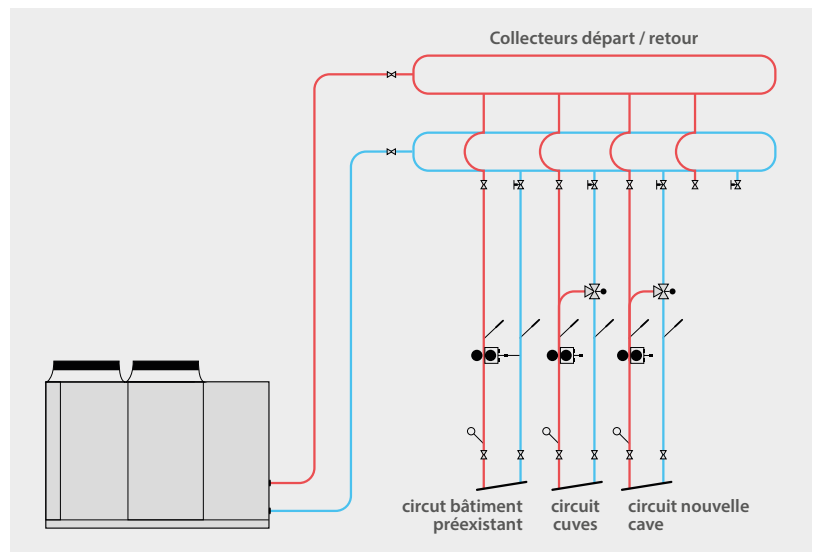 Collecteurs départ / retour
circut bâtiment
préexistant
circuit
cuves
circuit nouvelle
cave